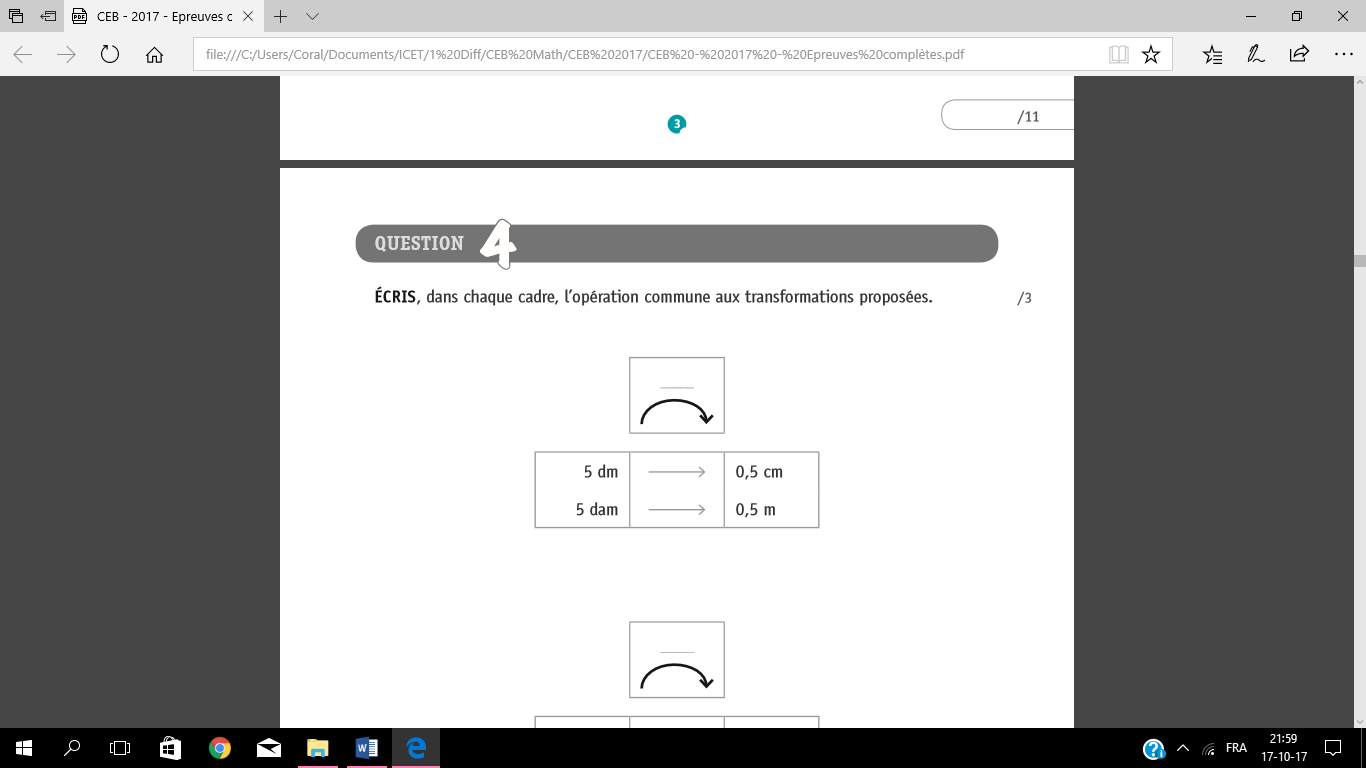 CEB - 2017 - Epreuves c
file:///C:/Users/Coral/Documents/ICET/1%20Diff/CEB%20Math/CEB%202017/CEB%20-%202017%20-%20Epreuves%20complètes.pdf
3
/11
QUESTION 4
ÉCRIS, dans chaque cadre, l’opération commune aux transformations proposées.
/3
5 dm 0,5 cm
5 dam 0,5 m
FRA
21:59
17-10-17